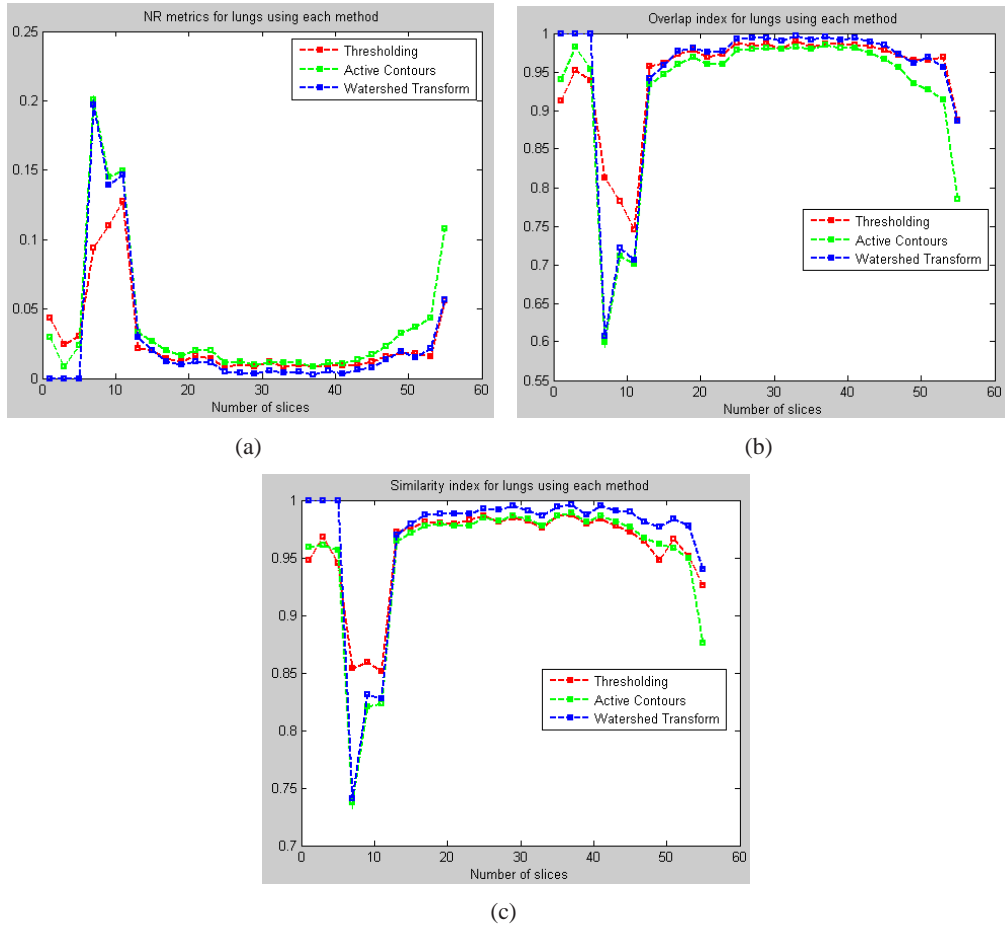 NR metrics for lungs using each method
0.25
0.2
0.15
0.1
0.05
0
Thresholding
Active Contours
Watershed Transform
0 10 20 30 40 50 60
Number of slices
(a)
Overlap index for lungs using each method
1
0.95
0.9
0.85
0.8
0.75
0.7
0.65
0.6
0.55
Thresholding
Active Contours
Watershed Transform
0 10 20 30 40 50 60
Number of slices
(b)
Similarity index for lungs using each method
1
0.95
0.9
0.85
0.8
0.75
0.7
Thresholding
Active Contours
Watershed Transform
0 10 20 30 40 50 60
Number of slices
(c)